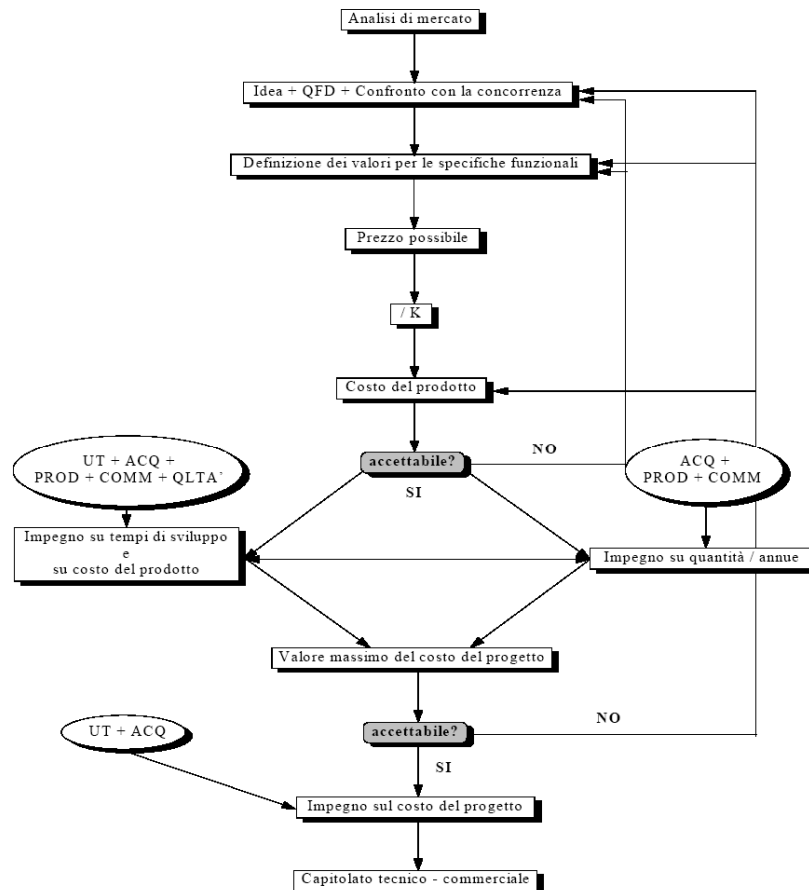 Analisi di mercato
Idea + QFD + Confronto con la concorrenza
Definizione dei valori per le specifiche funzionali
Prezzo possibile
/ K
Costo del prodotto
accettabile?
NO
SI
UT + ACQ +
PROD + COMM + QLTA'
ACQ +
PROD + COMM
Impegno su tempi di sviluppo
e
su costo del prodotto
Impegno su quantità / annue
Valore massimo del costo del progetto
accettabile?
NO
SI
UT + ACQ
Impegno sul costo del progetto
Capitolato tecnico - commerciale